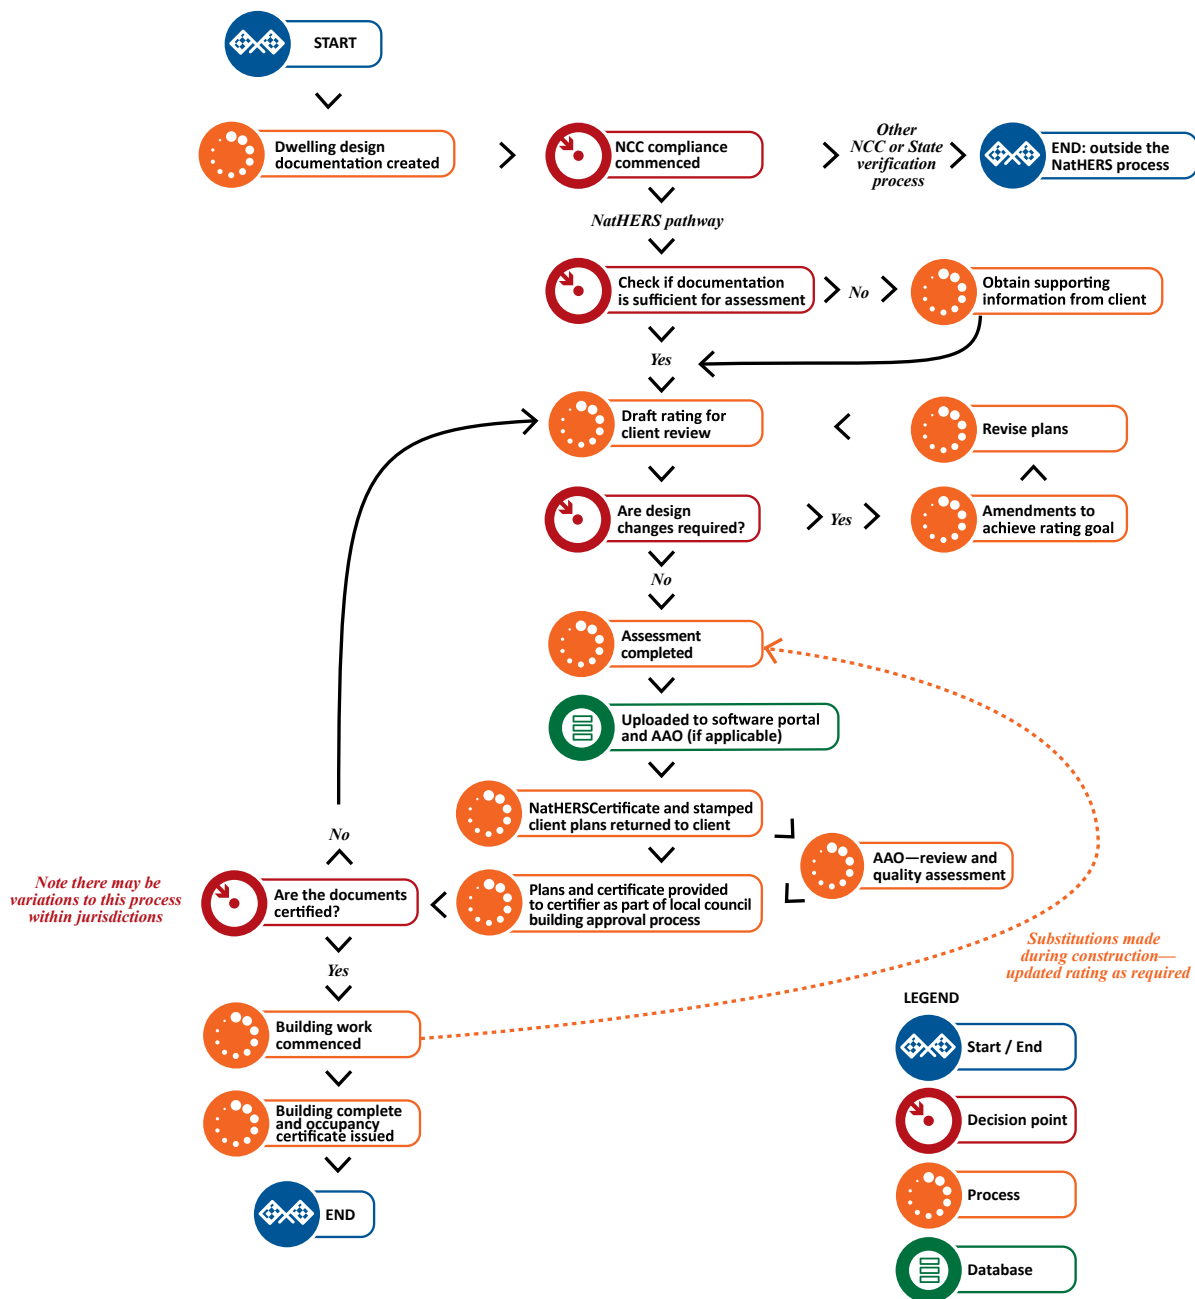 START
Dwelling design
documentation created
NCC compliance
commenced
Other
NCC or State
verification
process
END: outside the
NatHERS process
NatHERS pathway
Check if documentation
is sufficient for assessment
No
Obtain supporting
information from client
Yes
Draft rating for
client review
Revise plans
Are design
changes required?
Yes
Amendments to
achieve rating goal
No
Assessment
completed
Uploaded to software portal
and AAO (if applicable)
NatHERSCertificate and stamped
client plans returned to client
AAO—review and
quality assessment
Plans and certificate provided
to certifier as part of local council
building approval process
No
Note there may be
variations to this process
within jurisdictions
Are the documents
certified?
Yes
Substitutions made
during construction—
updated rating as required
Building work
commenced
Building complete
and occupancy
certificate issued
END
LEGEND
Start / End
Decision point
Process
Database